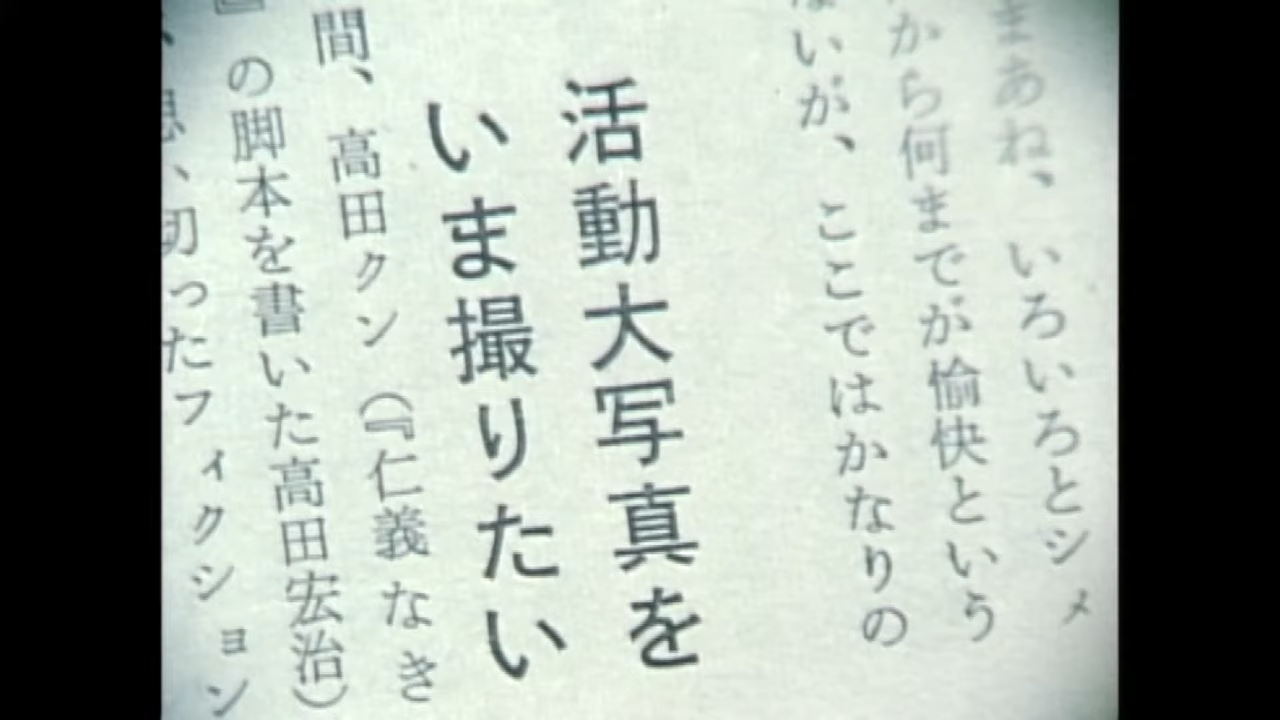 まあね、いろいろとシメ
から何までが愉快という
ないが、ここではかなりの
活動大写真を
いま撮りたい
間、高田クン（『仁義なき
』の脚本を書いた高田宏治）
、切ったフィクション